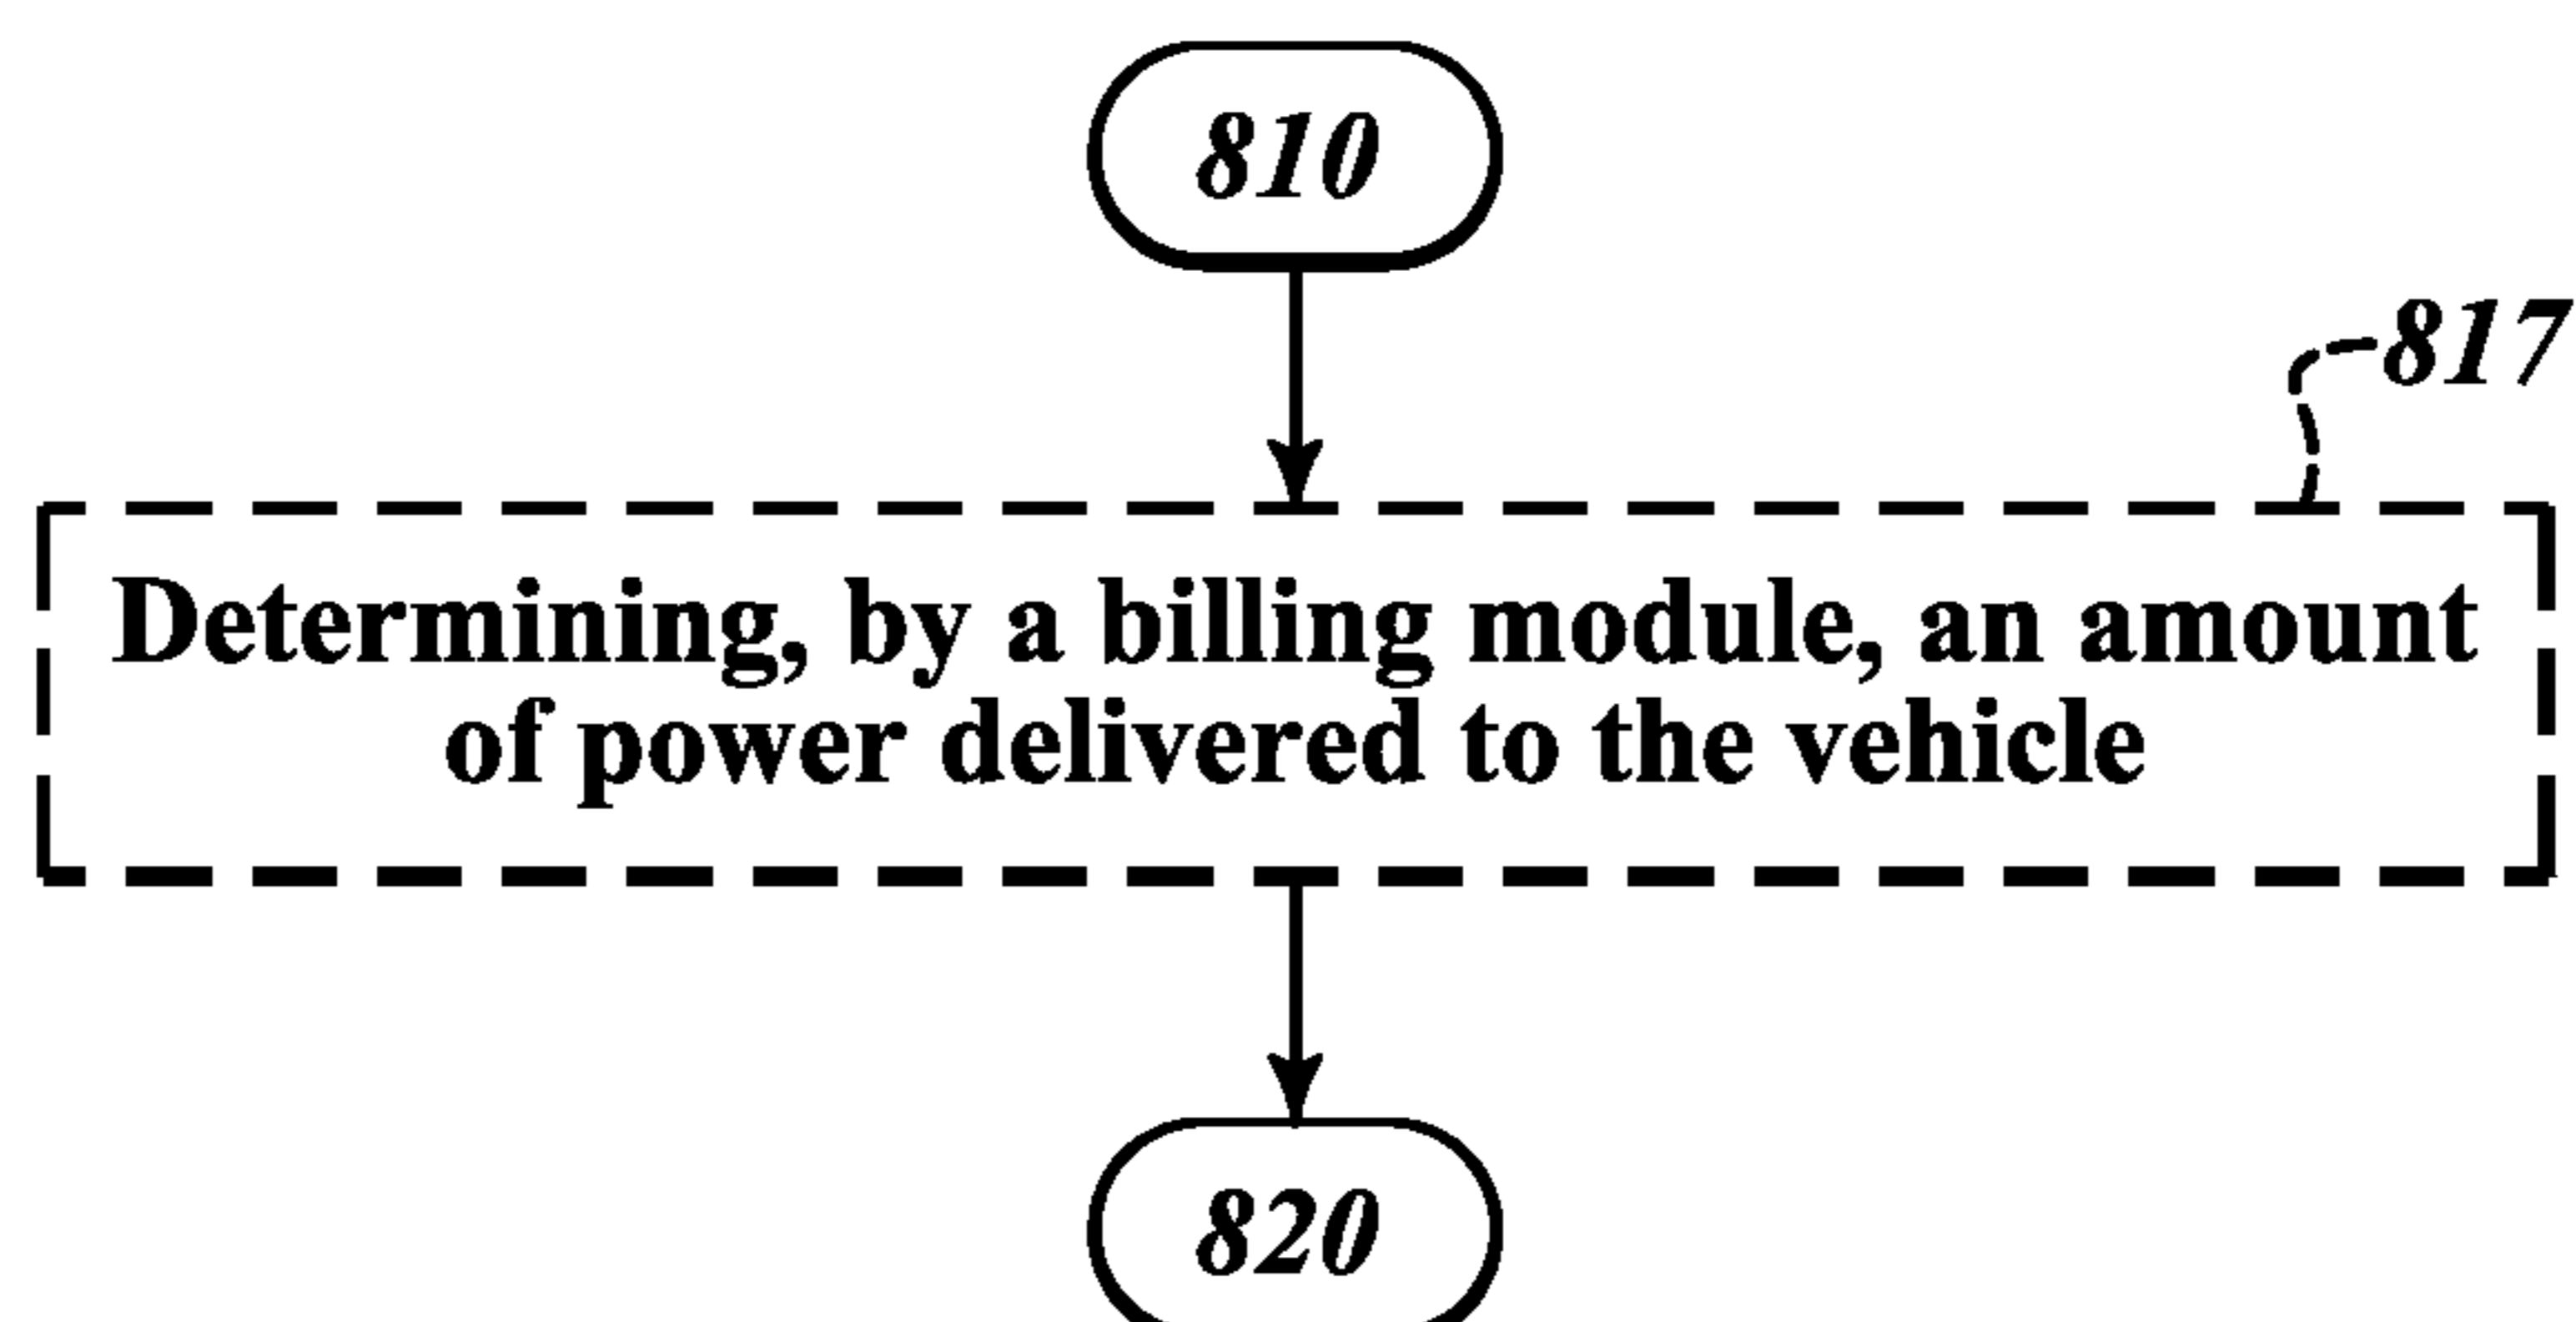 810
817
Determining, by a billing module, an amount
of power delivered to the vehicle
820